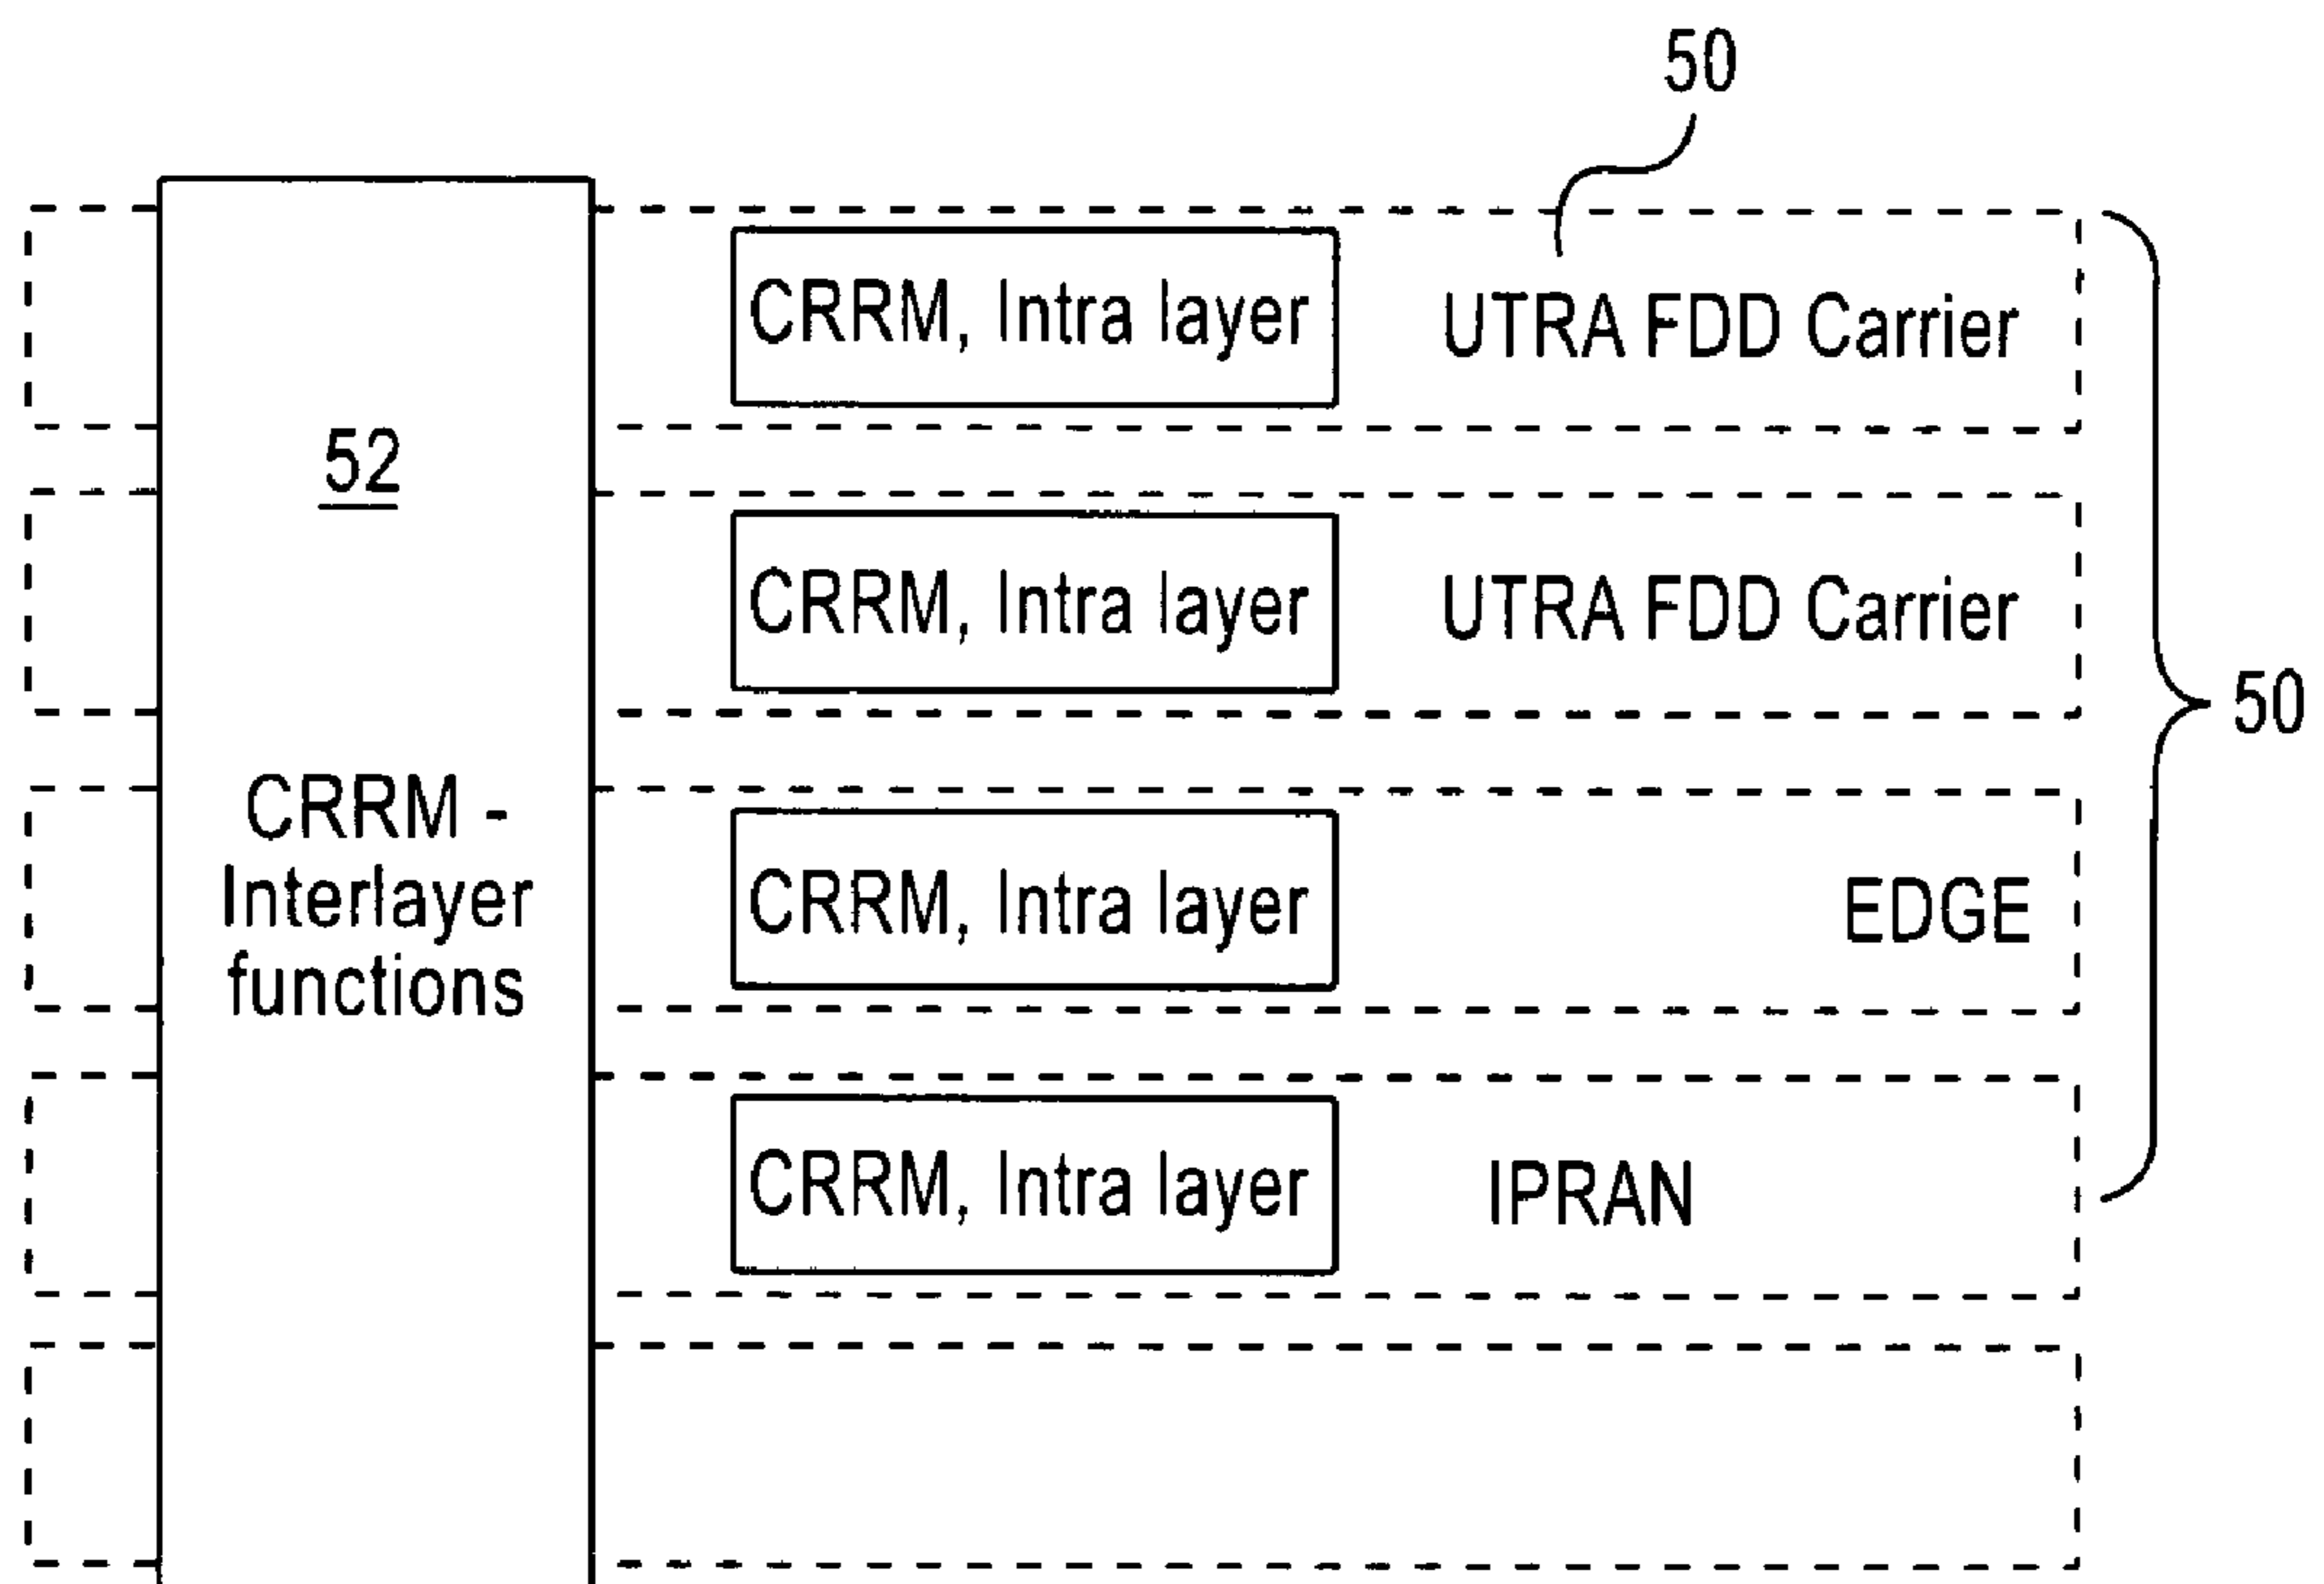 50
CRRM, Intra layer
UTRA FDD Carrier
52
CRRM, Intra layer
UTRA FDD Carrier
50
CRRM -
Interlayer
functions
CRRM, Intra layer
EDGE
CRRM, Intra layer
IPRAN